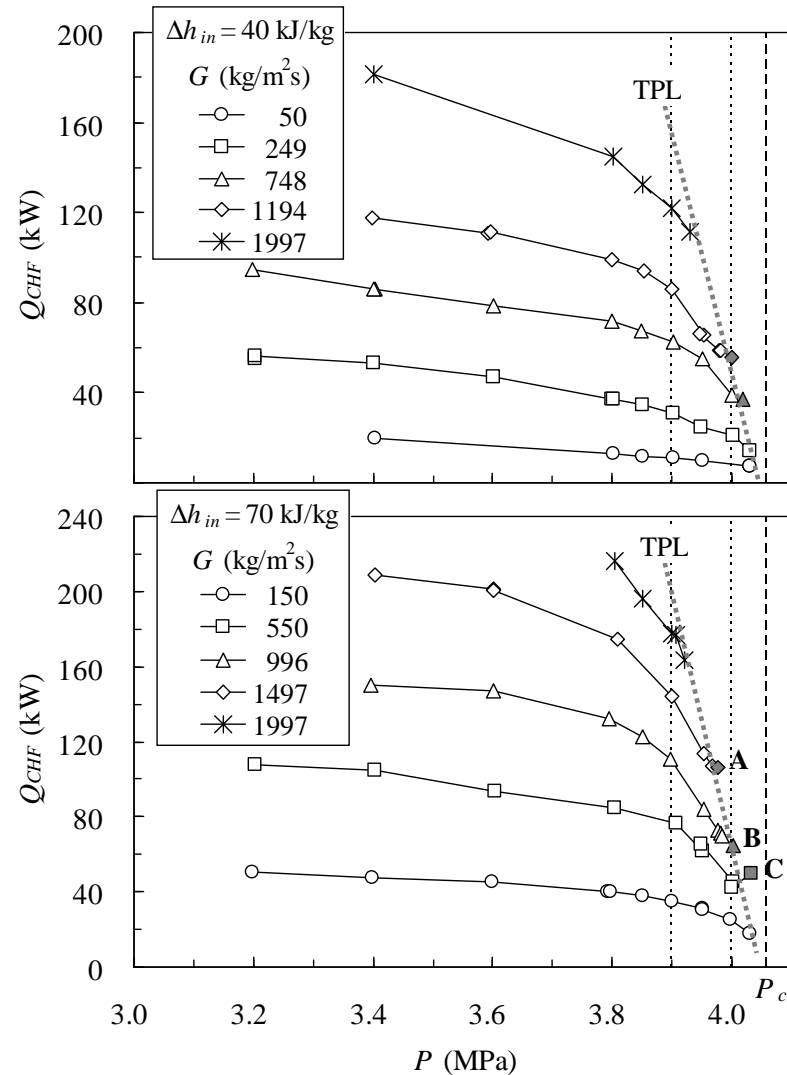 200
160
120
80
40
Q_CHF (kW)
Δh_in = 40 kJ/kg
G (kg/m²s)
50
249
748
1194
1997
TPL
240
200
160
120
80
40
0
Q_CHF (kW)
Δh_in = 70 kJ/kg
G (kg/m²s)
150
550
996
1497
1997
TPL
A
B
C
P_c
3.0 3.2 3.4 3.6 3.8 4.0
P (MPa)